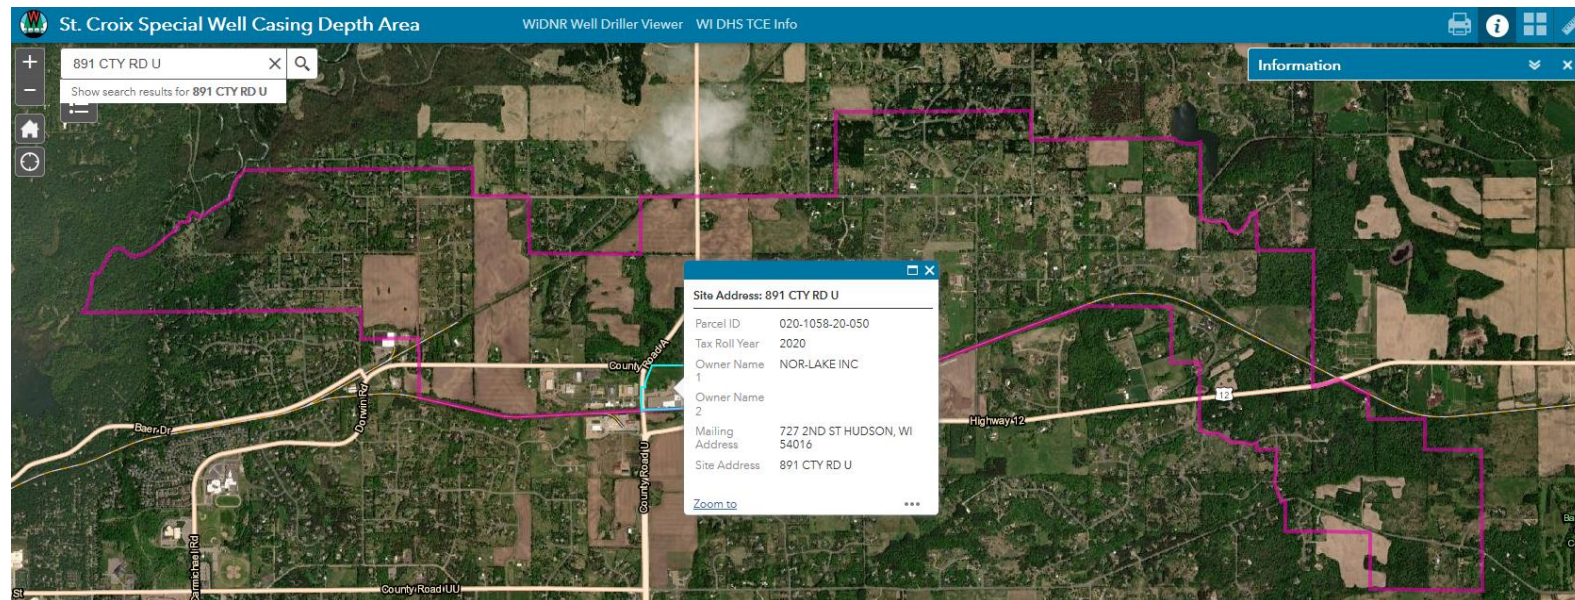 St. Croix Special Well Casing Depth Area
WiDNR Well Driller Viewer WI DHS TCE Info
891 CTY RD U
Show search results for 891 CTY RD U
Information
Site Address: 891 CTY RD U
Parcel ID 020-1058-20-050
Tax Roll Year 2020
Owner Name NOR-LAKE INC
1
Owner Name
2
Mailing 727 2ND ST HUDSON, WI
Address 54016
Site Address 891 CTY RD U
Zoom to
County Road A
Baer Dr
Dorwin Rd
County Road U
Highway 12
12
Carmichael Rd
County Road UU
St
Ba